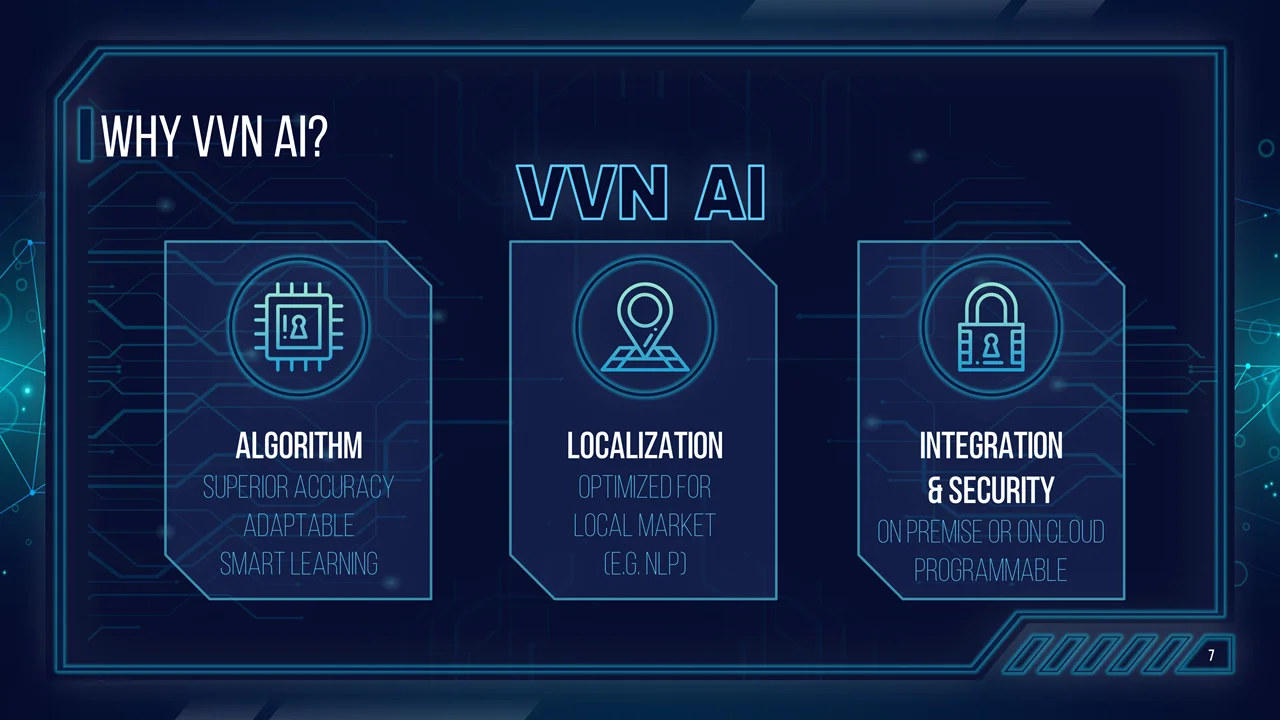 WHY VVN AI?
VVN AI
ALGORITHM
SUPERIOR ACCURACY
ADAPTABLE
SMART LEARNING
LOCALIZATION
OPTIMIZED FOR
LOCAL MARKET
(E.G. NLP)
INTEGRATION
& SECURITY
ON PREMISE OR ON CLOUD
PROGRAMMABLE
7